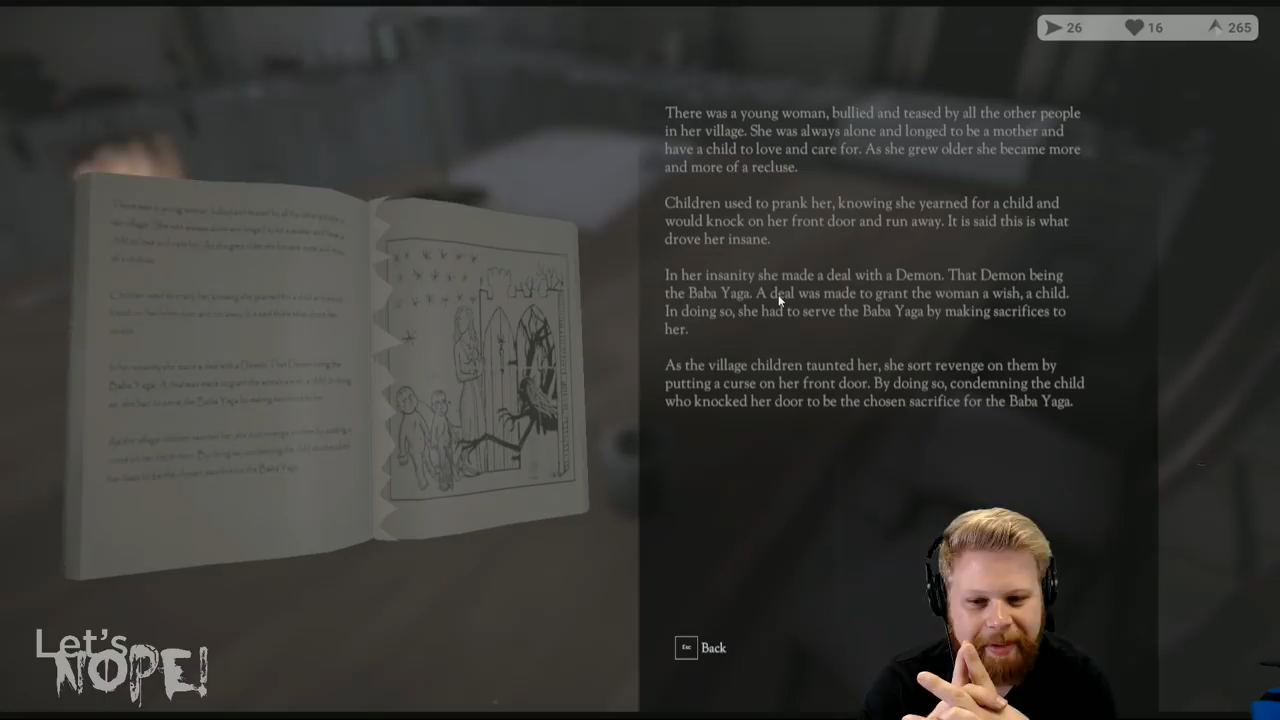 26 16 265
There was a young woman, bullied and teased by all the other people
in her village. She was always alone and longed to be a mother and
have a child to love and care for. As she grew older she became more
and more of a recluse.
Children used to prank her, knowing she yearned for a child and
would knock on her front door and run away. It is said this is what
drove her insane.
In her insanity she made a deal with a Demon. That Demon being
the Baba Yaga. A deal was made to grant the woman a wish, a child.
In doing so, she had to serve the Baba Yaga by making sacrifices to
her.
As the village children taunted her, she sort revenge on them by
putting a curse on her front door. By doing so, condemning the child
who knocked her door to be the chosen sacrifice for the Baba Yaga.
Esc Back
Let's
NOPE!